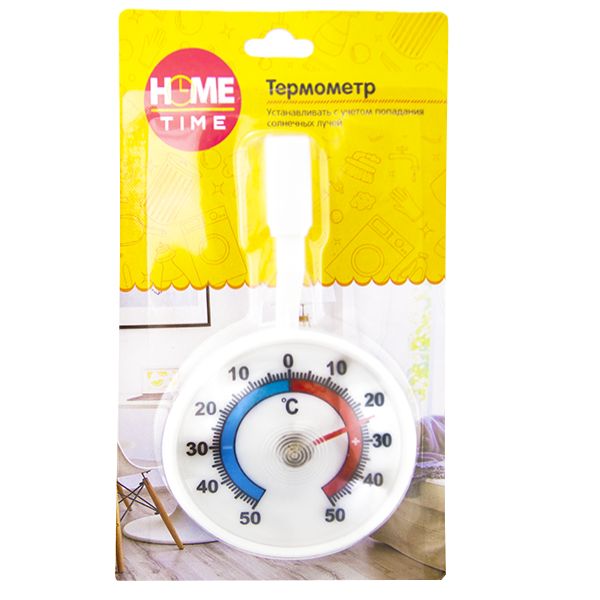 HOME
TIME
Термометр
Устанавливать с учетом попадания
солнечных лучей
0
10 10
20 20
°C
30 30
+
40 40
50 50